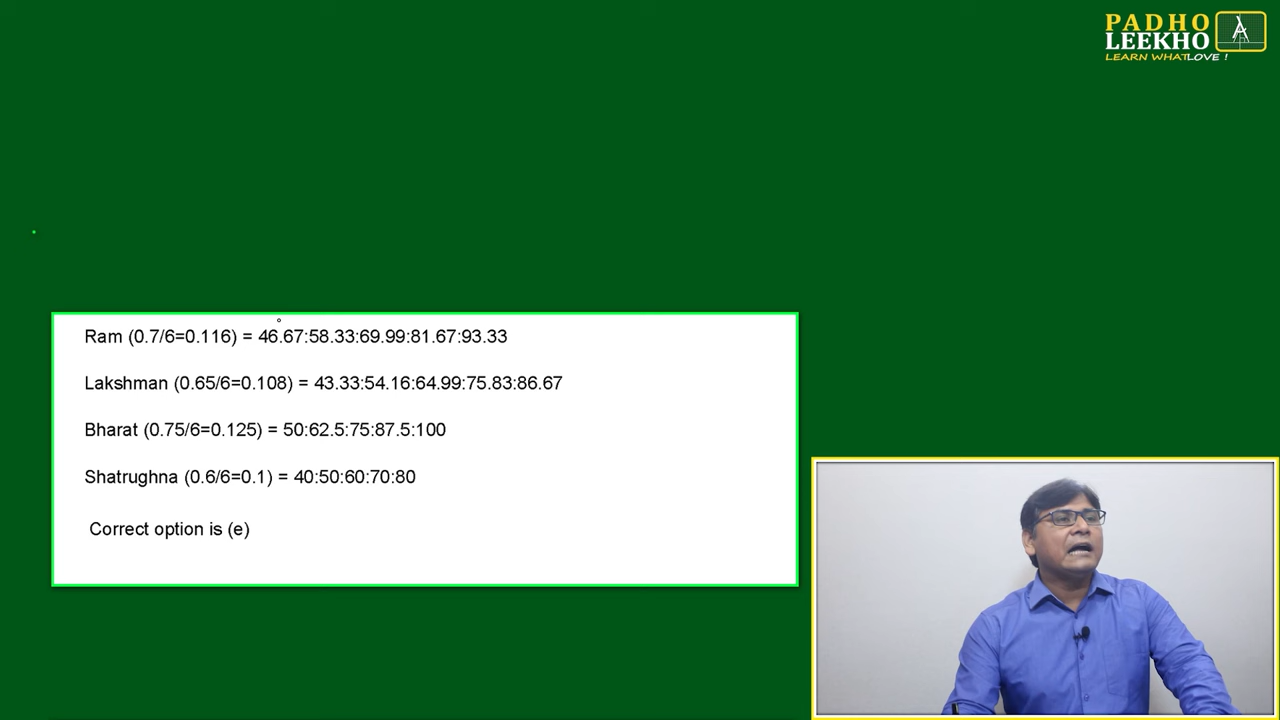 PADHO
LEEKHO
LEARN WHAT LOVE !
Ram (0.7/6=0.116) = 46.67:58.33:69.99:81.67:93.33
Lakshman (0.65/6=0.108) = 43.33:54.16:64.99:75.83:86.67
Bharat (0.75/6=0.125) = 50:62.5:75:87.5:100
Shatrughna (0.6/6=0.1) = 40:50:60:70:80
Correct option is (e)